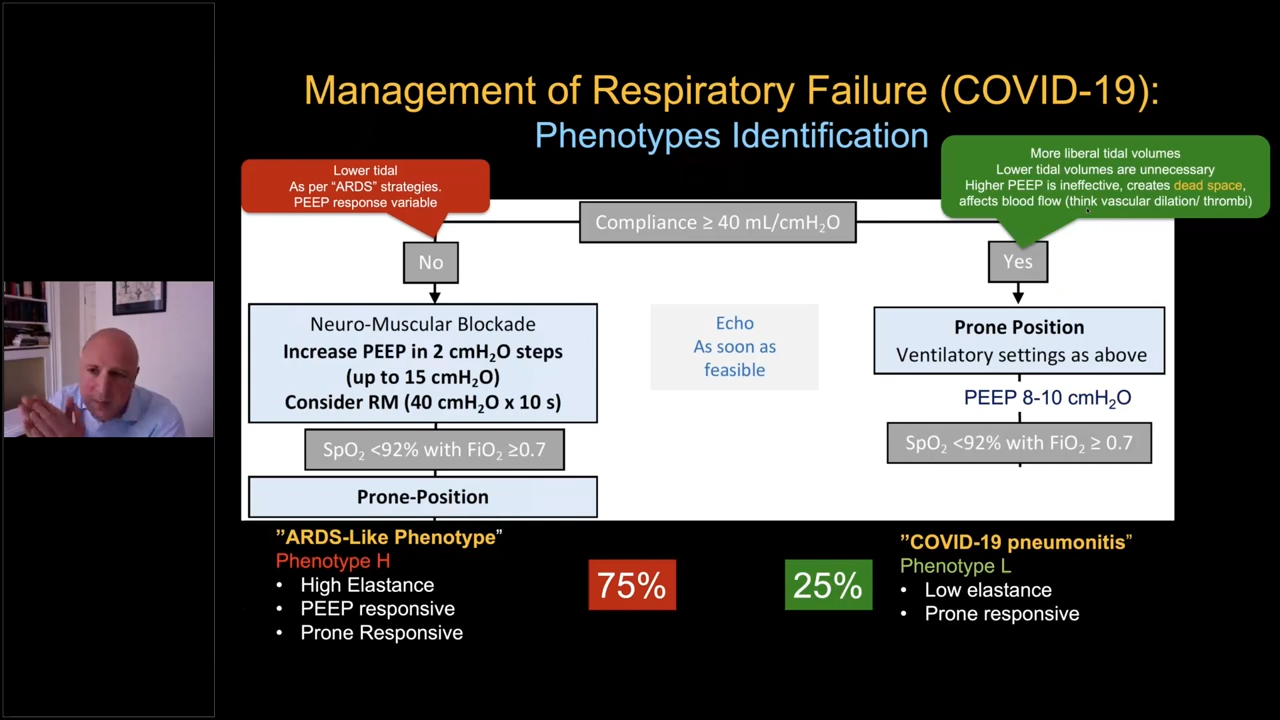 Management of Respiratory Failure (COVID-19):
Phenotypes Identification
Lower tidal
As per “ARDS” strategies.
PEEP response variable
More liberal tidal volumes
Lower tidal volumes are unnecessary
Higher PEEP is ineffective, creates dead space,
affects blood flow (think vascular dilation/ thrombi)
Compliance ≥ 40 mL/cmH₂O
No
Yes
Neuro-Muscular Blockade
Increase PEEP in 2 cmH₂O steps
(up to 15 cmH₂O)
Consider RM (40 cmH₂O x 10 s)
Echo
As soon as
feasible
Prone Position
Ventilatory settings as above
PEEP 8-10 cmH₂O
SpO₂ <92% with FiO₂ ≥0.7
SpO₂ <92% with FiO₂ ≥ 0.7
Prone-Position
”ARDS-Like Phenotype”
Phenotype H
• High Elastance
• PEEP responsive
• Prone Responsive
75%
25%
”COVID-19 pneumonitis”
Phenotype L
• Low elastance
• Prone responsive